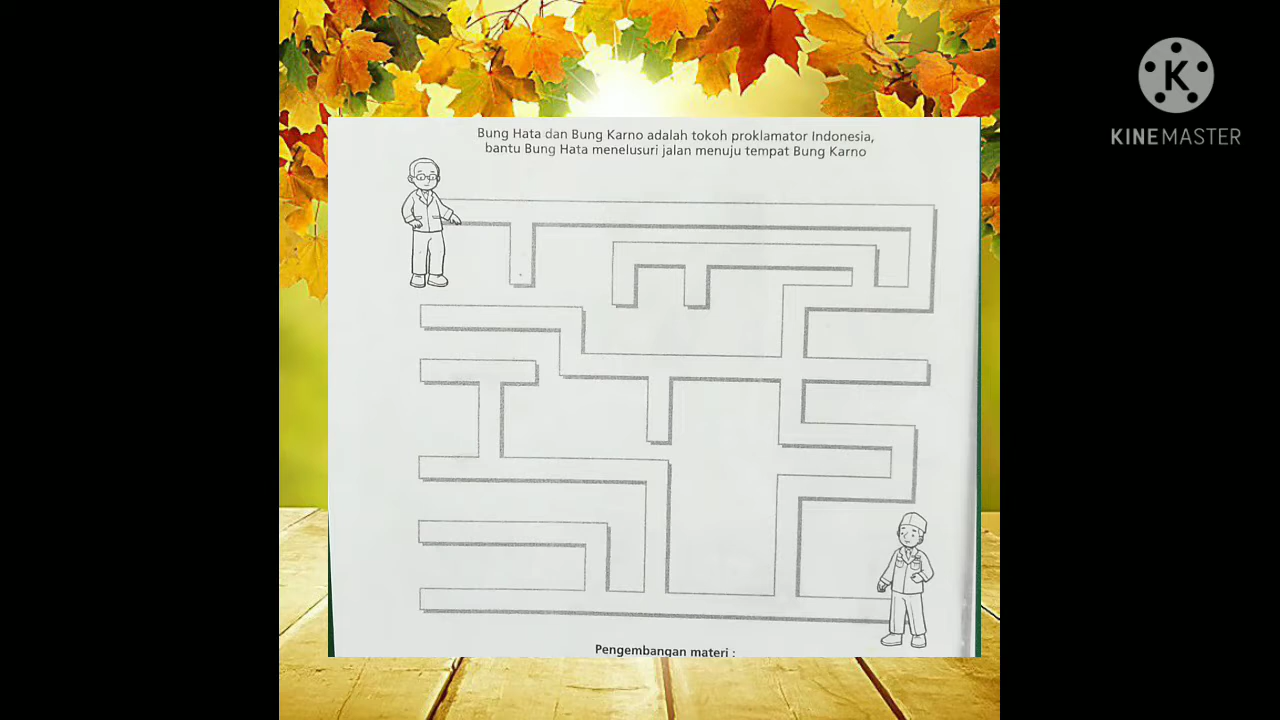 Bung Hata dan Bung Karno adalah tokoh proklamator Indonesia,
bantu Bung Hata menelusuri jalan menuju tempat Bung Karno
Pengembangan materi :
K
KINEMASTER